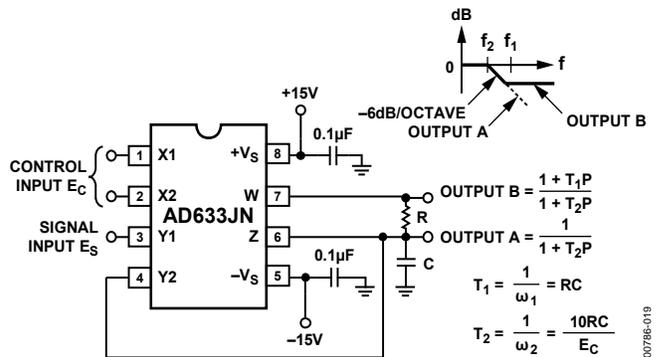 dB
f2 f1
0
f
–6dB/OCTAVE
OUTPUT A
OUTPUT B
+15V
0.1µF
CONTROL
INPUT EC
SIGNAL
INPUT ES
1 X1
2 X2
3 Y1
4 Y2
AD633JN
+VS 8
W 7
Z 6
–VS 5
0.1µF
–15V
R
C
OUTPUT B = 1 + T1P / 1 + T2P
OUTPUT A = 1 / 1 + T2P
T1 = 1 / ω1 = RC
T2 = 1 / ω2 = 10RC / EC
00786-019